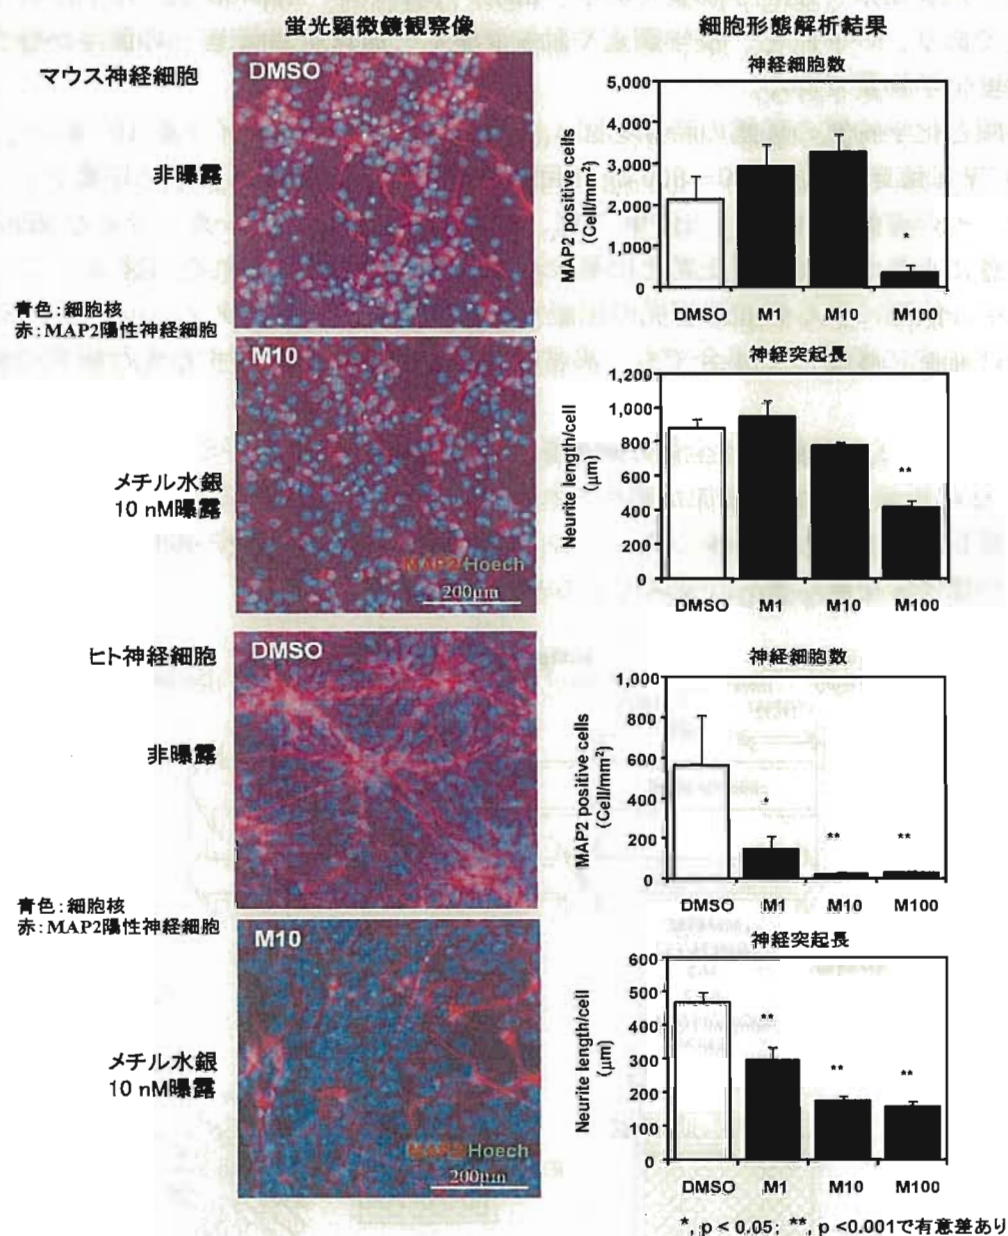 蛍光顕微鏡観察像
細胞形態解析結果
マウス神経細胞
DMSO
非曝露
青色：細胞核
赤：MAP2陽性神経細胞
M10
メチル水銀
10 nM曝露
MAP2/Hoech
200μm
神経細胞数
MAP2 positive cells
(Cell/mm²)
5,000
4,000
3,000
2,000
1,000
0
*
DMSO M1 M10 M100
神経突起長
Neurite length/cell
(μm)
1,200
1,000
800
600
400
200
0
**
DMSO M1 M10 M100
ヒト神経細胞
DMSO
非曝露
青色：細胞核
赤：MAP2陽性神経細胞
M10
メチル水銀
10 nM曝露
MAP2/Hoech
200μm
神経細胞数
MAP2 positive cells
(Cell/mm²)
1,000
800
600
400
200
0
* ** **
DMSO M1 M10 M100
神経突起長
Neurite length/cell
(μm)
600
500
400
300
200
100
0
** ** **
DMSO M1 M10 M100
*, p < 0.05; **, p <0.001で有意差あり